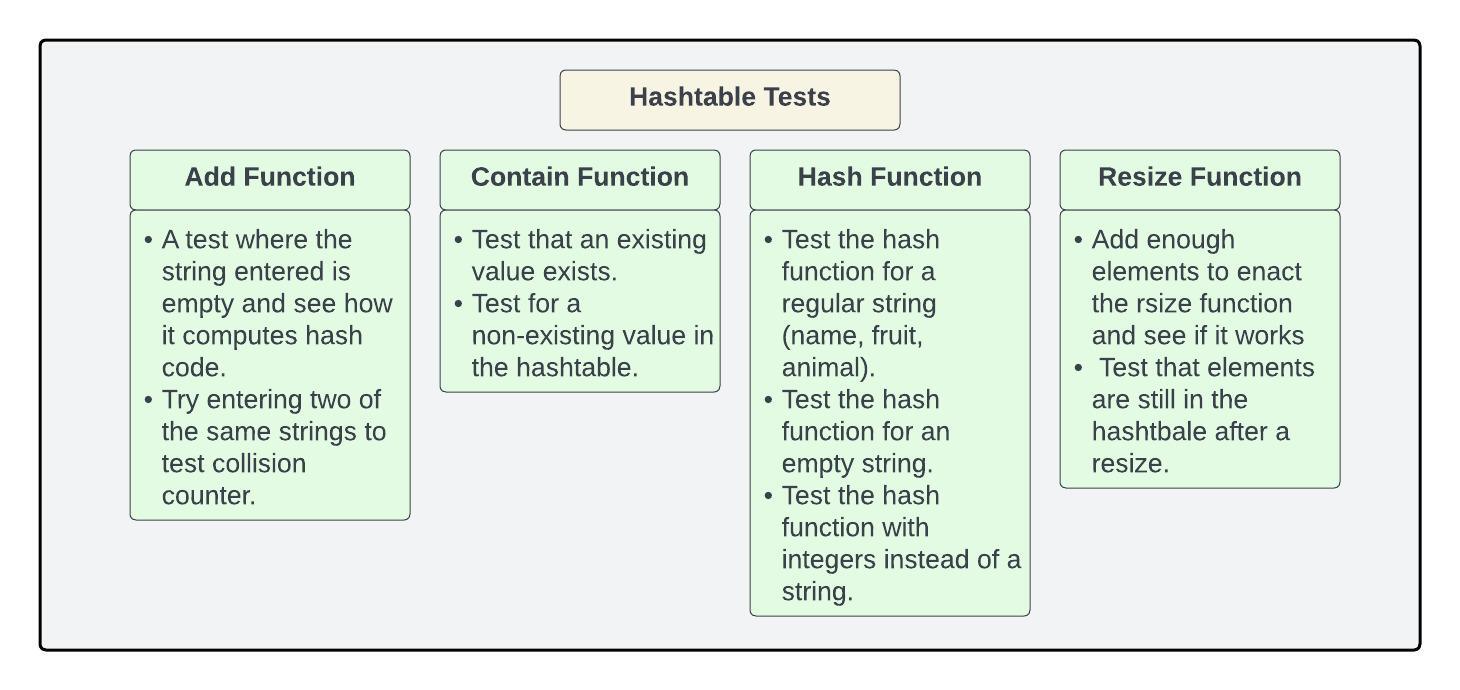 Hashtable Tests
Add Function
• A test where the
string entered is
empty and see how
it computes hash
code.
• Try entering two of
the same strings to
test collision
counter.
Contain Function
• Test that an existing
value exists.
• Test for a
non-existing value in
the hashtable.
Hash Function
• Test the hash
function for a
regular string
(name, fruit,
animal).
• Test the hash
function for an
empty string.
• Test the hash
function with
integers instead of a
string.
Resize Function
• Add enough
elements to enact
the rsize function
and see if it works
• Test that elements
are still in the
hashtbale after a
resize.